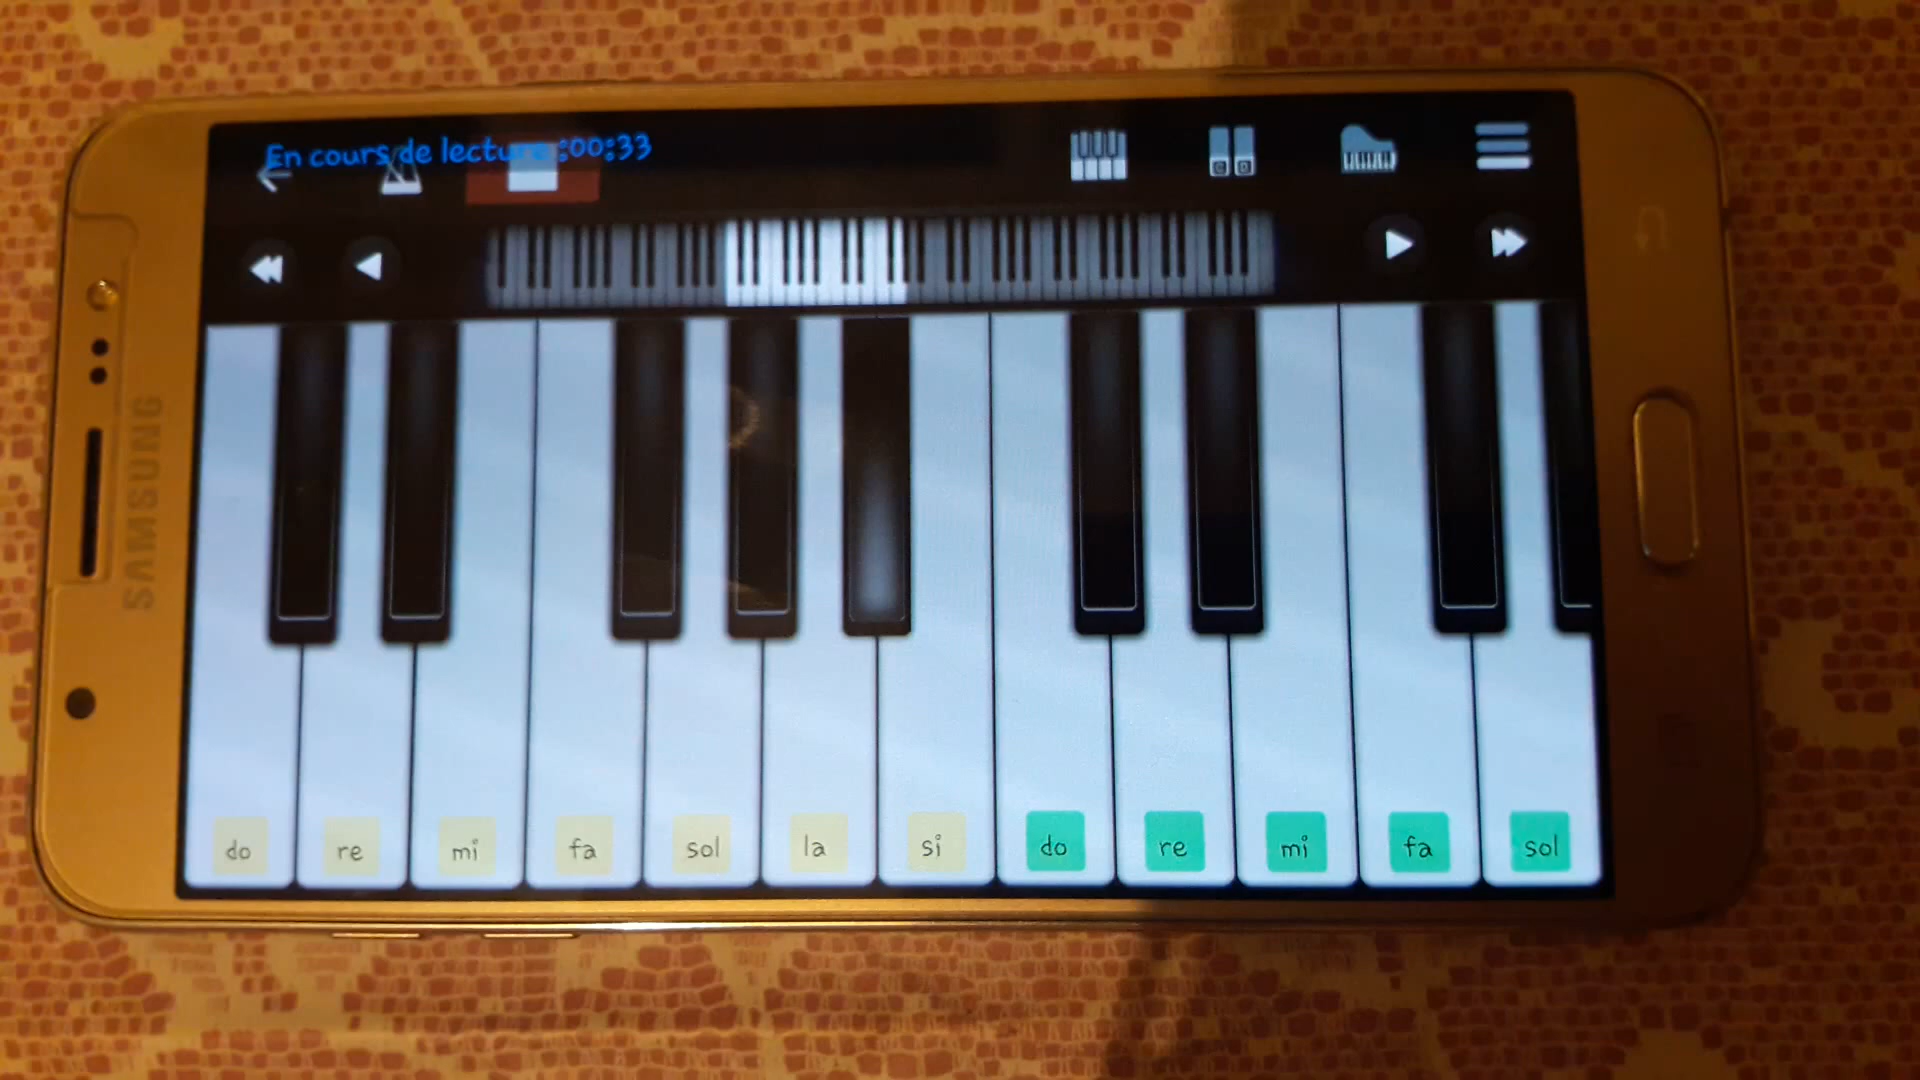 En cours de lecture :00:33
SAMSUNG
do re mi fa sol la si do re mi fa sol